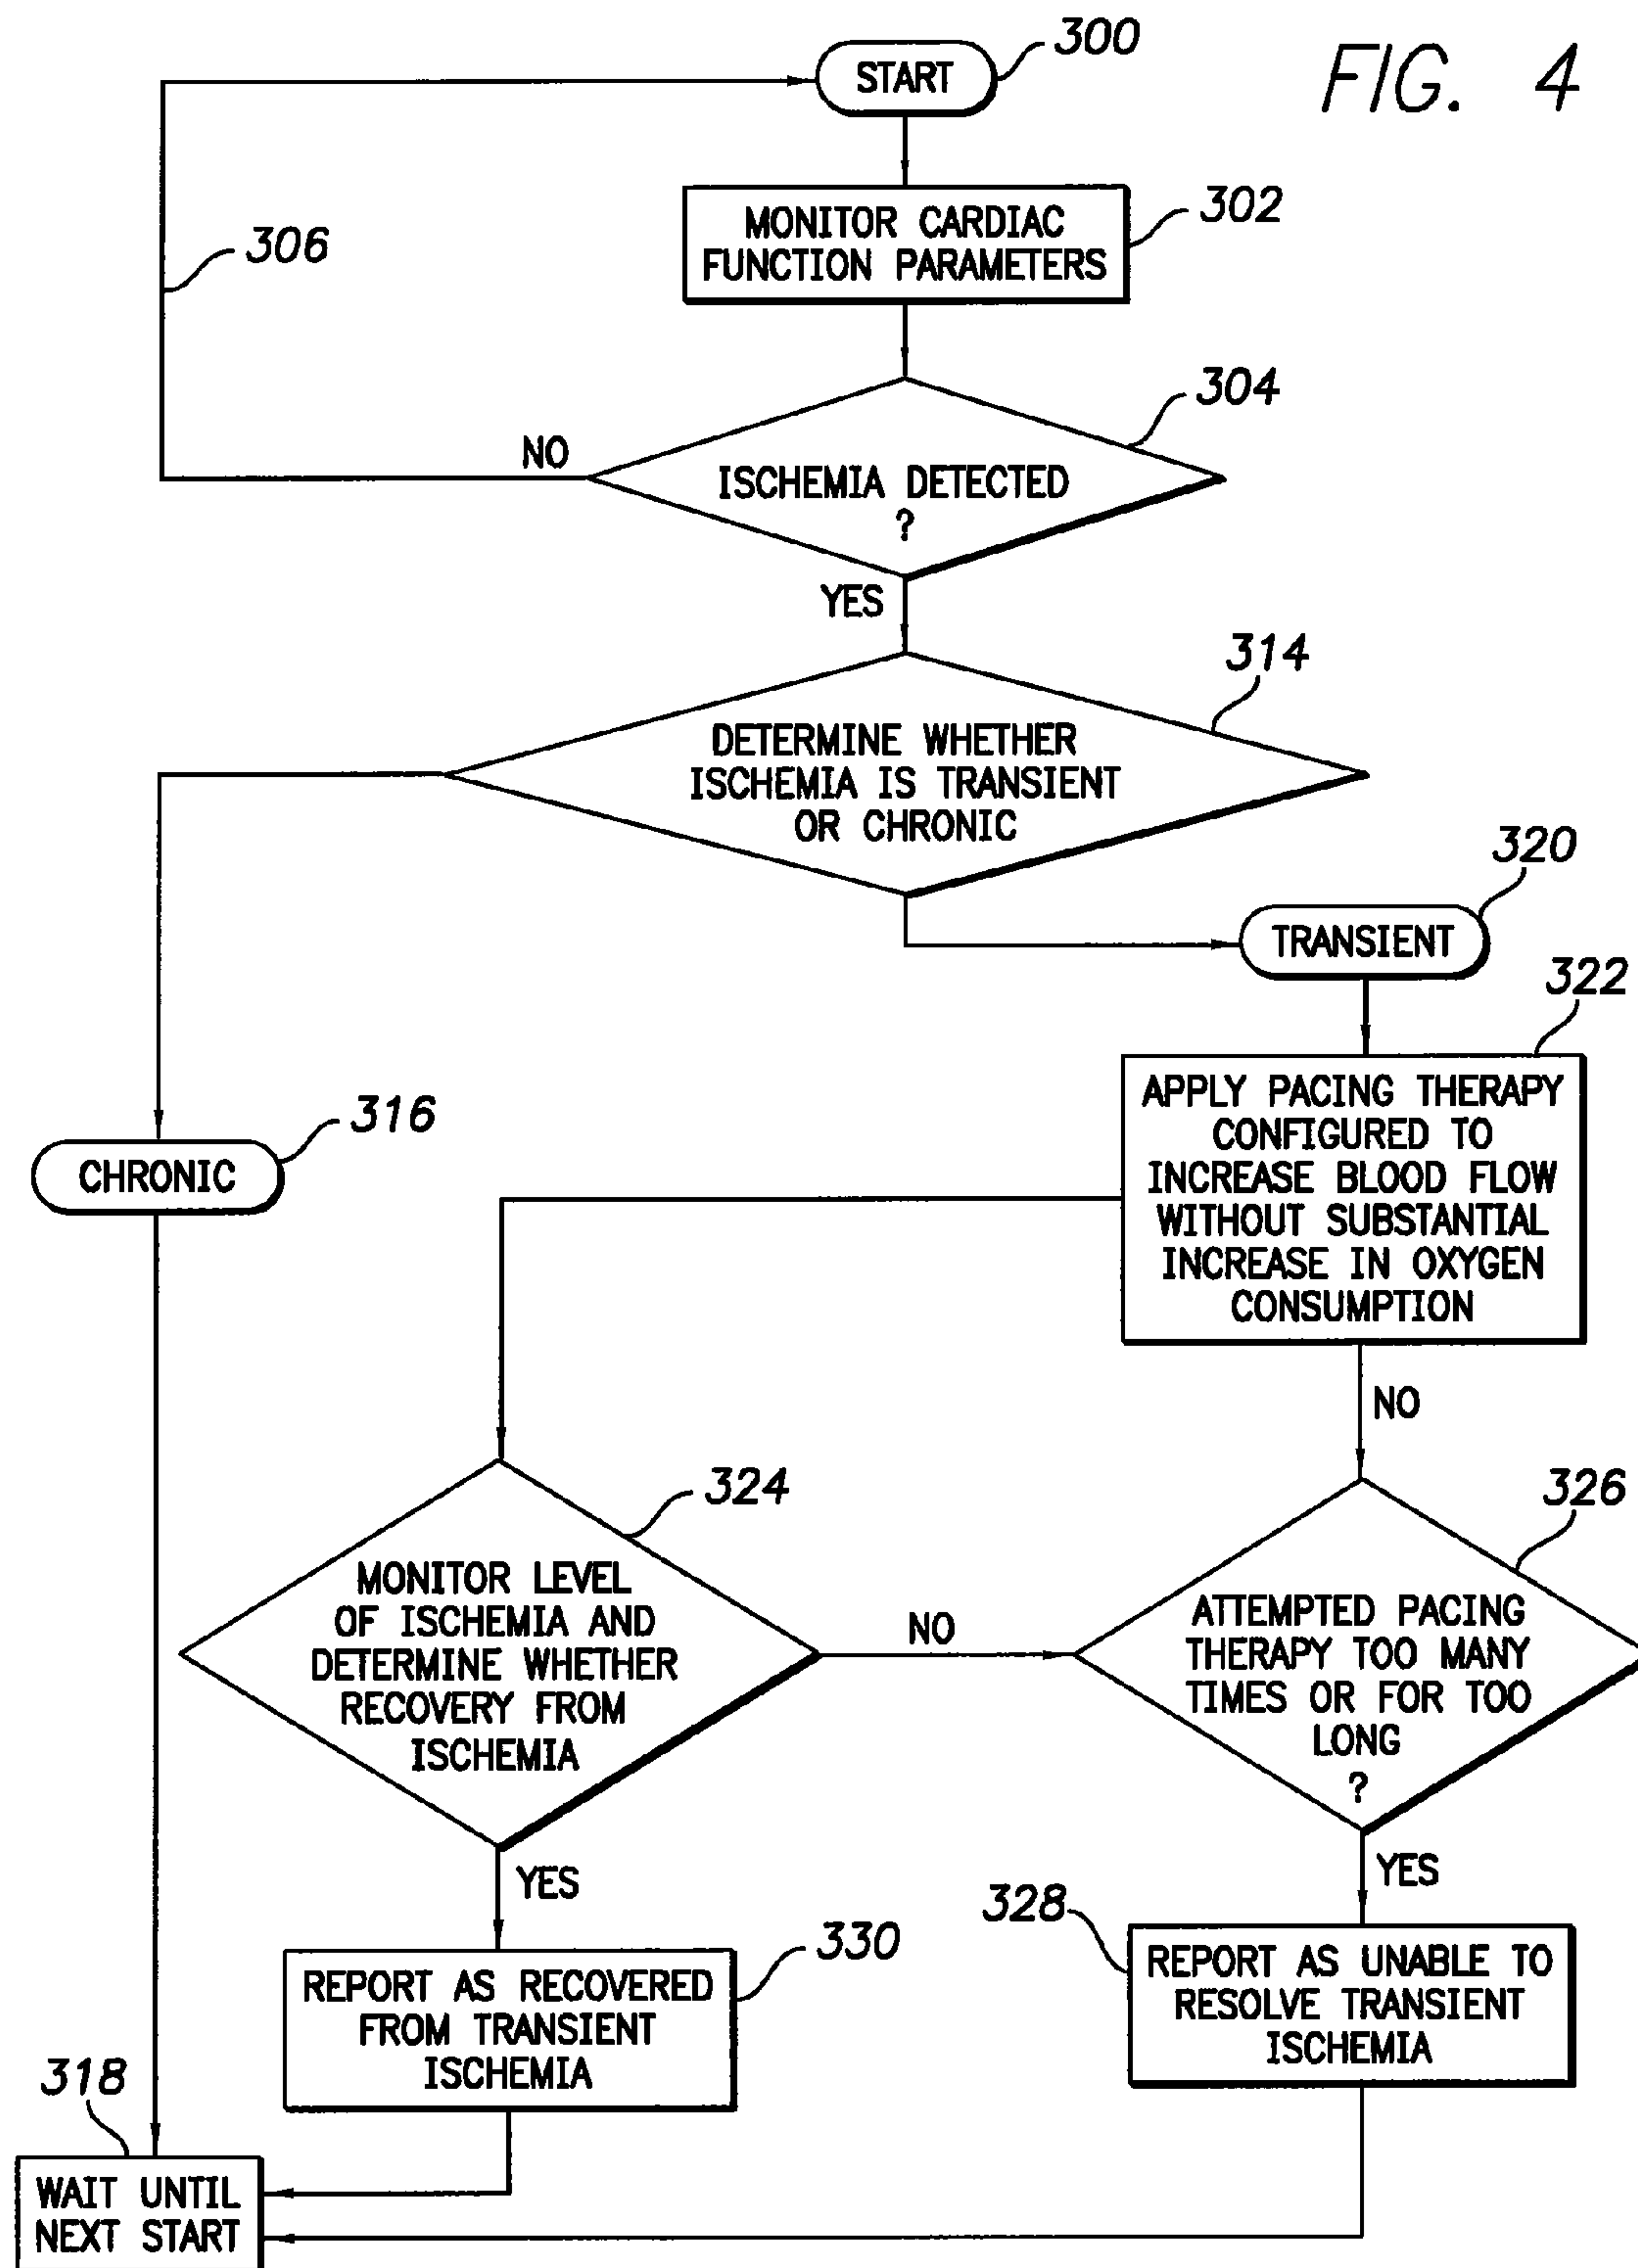 FIG. 4
START
300
MONITOR CARDIAC
FUNCTION PARAMETERS
302
306
304
NO
ISCHEMIA DETECTED
?
YES
314
DETERMINE WHETHER
ISCHEMIA IS TRANSIENT
OR CHRONIC
320
TRANSIENT
322
APPLY PACING THERAPY
CONFIGURED TO
INCREASE BLOOD FLOW
WITHOUT SUBSTANTIAL
INCREASE IN OXYGEN
CONSUMPTION
316
CHRONIC
NO
324
MONITOR LEVEL
OF ISCHEMIA AND
DETERMINE WHETHER
RECOVERY FROM
ISCHEMIA
NO
326
ATTEMPTED PACING
THERAPY TOO MANY
TIMES OR FOR TOO
LONG
?
YES
YES
330
REPORT AS RECOVERED
FROM TRANSIENT
ISCHEMIA
328
REPORT AS UNABLE TO
RESOLVE TRANSIENT
ISCHEMIA
318
WAIT UNTIL
NEXT START